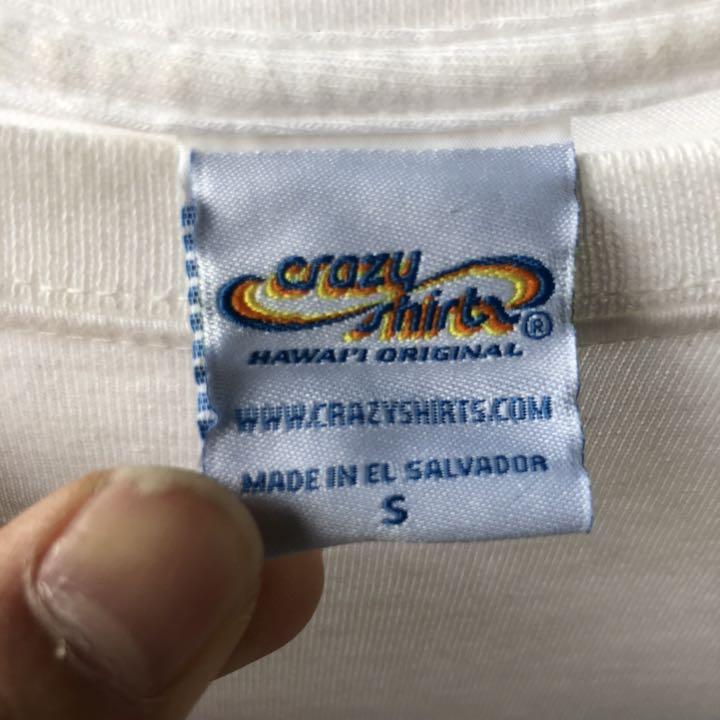 crazy
shirts®
HAWAI'I ORIGINAL
WWW.CRAZYSHIRTS.COM
MADE IN EL SALVADOR
S